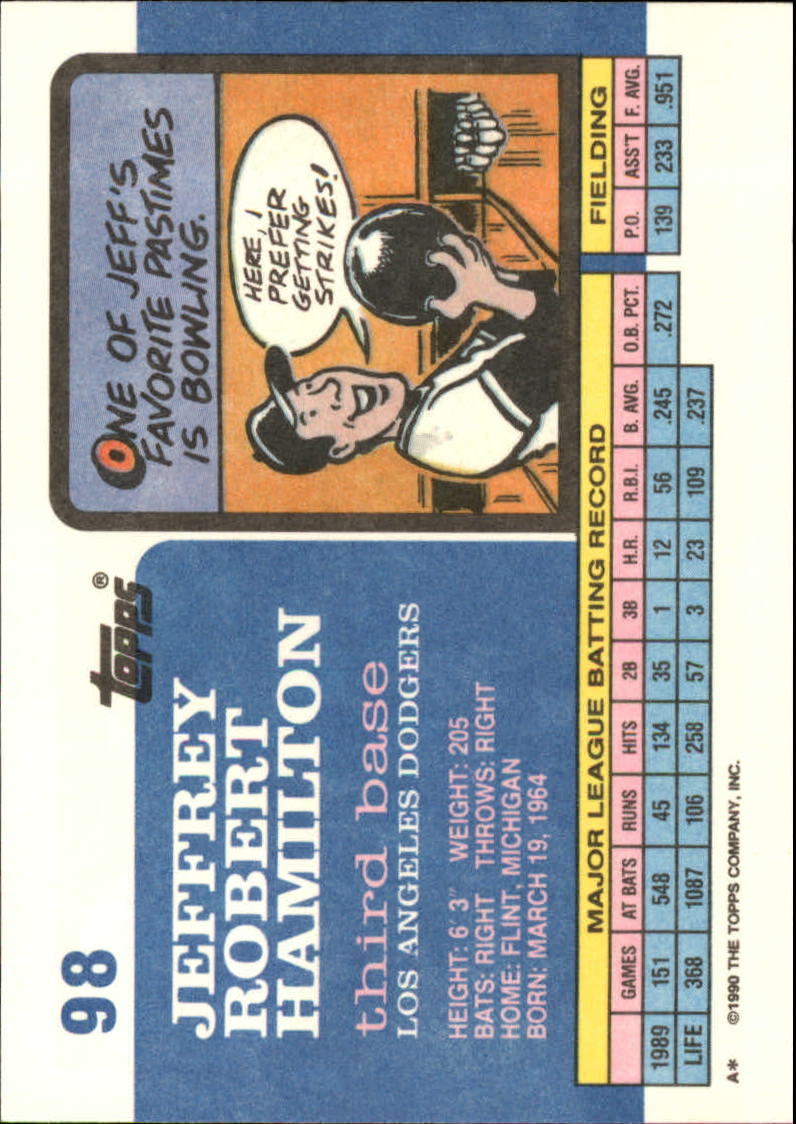 98
Topps®
JEFFREY
ROBERT
HAMILTON
third base
LOS ANGELES DODGERS
HEIGHT: 6'3" WEIGHT: 205
BATS: RIGHT THROWS: RIGHT
HOME: FLINT, MICHIGAN
BORN: MARCH 19, 1964
ONE OF JEFF'S
FAVORITE PASTIMES
IS BOWLING.
HERE, I
PREFER
GETTING
STRIKES!
MAJOR LEAGUE BATTING RECORD FIELDING
GAMES AT BATS RUNS HITS 2B 3B H.R. R.B.I. B. AVG. O.B. PCT. P.O. ASS'T F. AVG.
1989 151 548 45 134 35 1 12 56 .245 .272 139 233 .951
LIFE 368 1087 106 258 57 3 23 109 .237
A* ©1990 THE TOPPS COMPANY, INC.